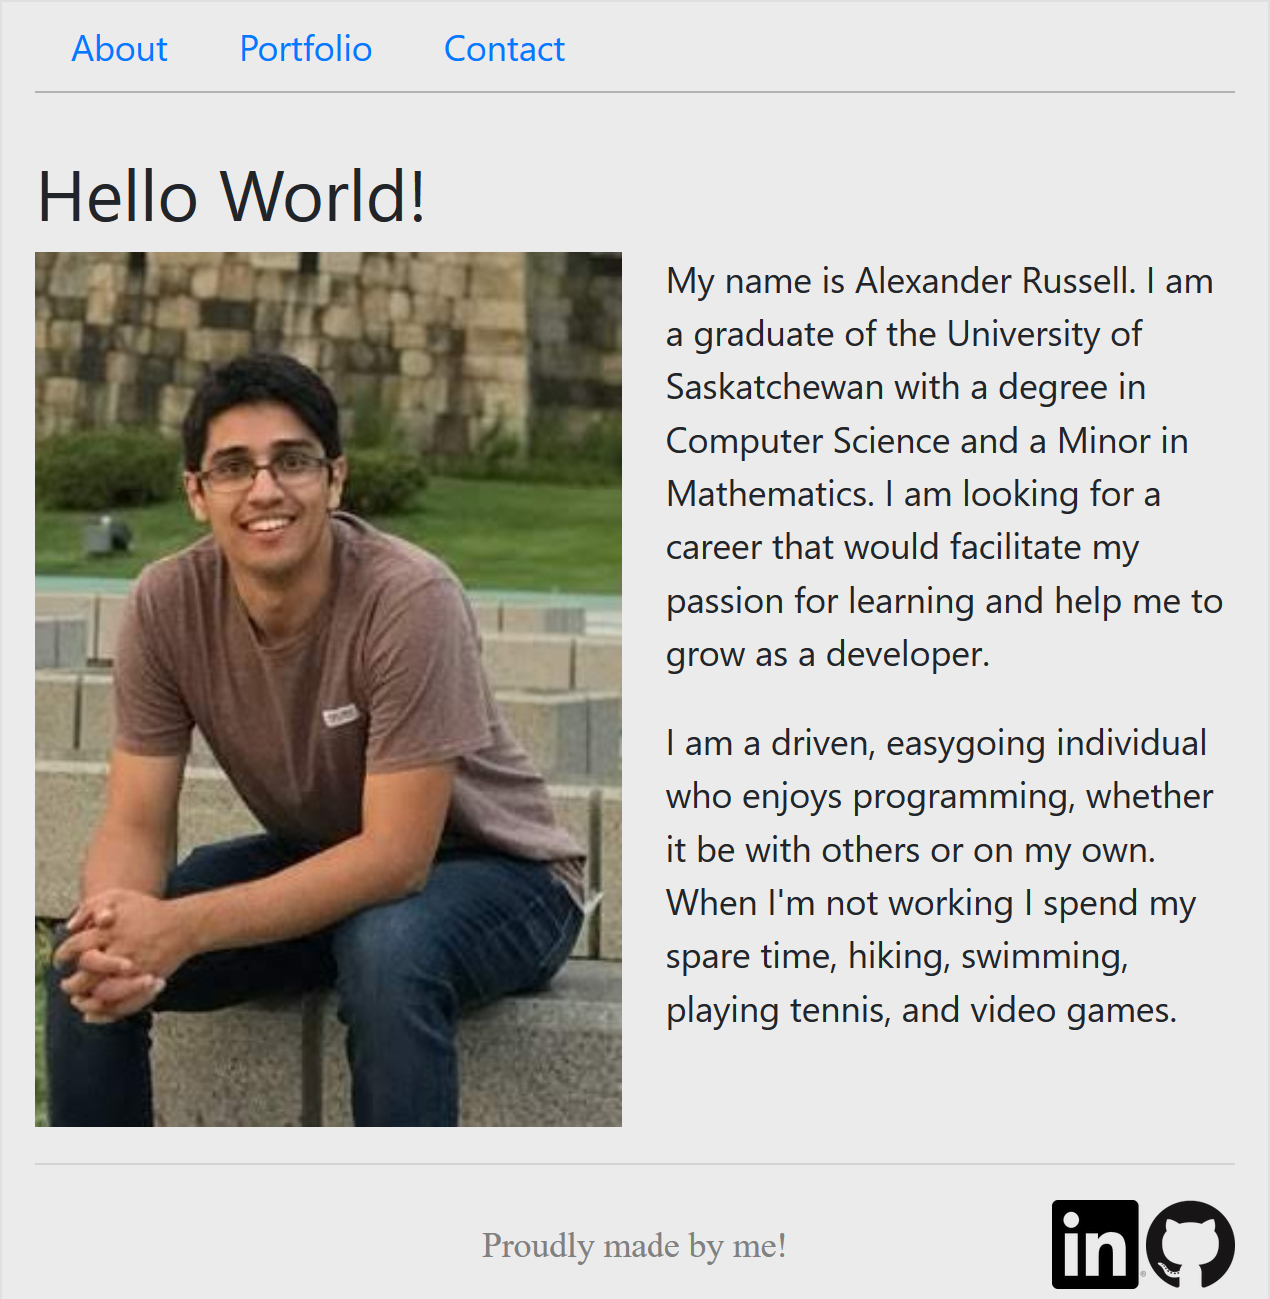 About Portfolio Contact
Hello World!
My name is Alexander Russell. I am
a graduate of the University of
Saskatchewan with a degree in
Computer Science and a Minor in
Mathematics. I am looking for a
career that would facilitate my
passion for learning and help me to
grow as a developer.
I am a driven, easygoing individual
who enjoys programming, whether
it be with others or on my own.
When I'm not working I spend my
spare time, hiking, swimming,
playing tennis, and video games.
Proudly made by me!
in®